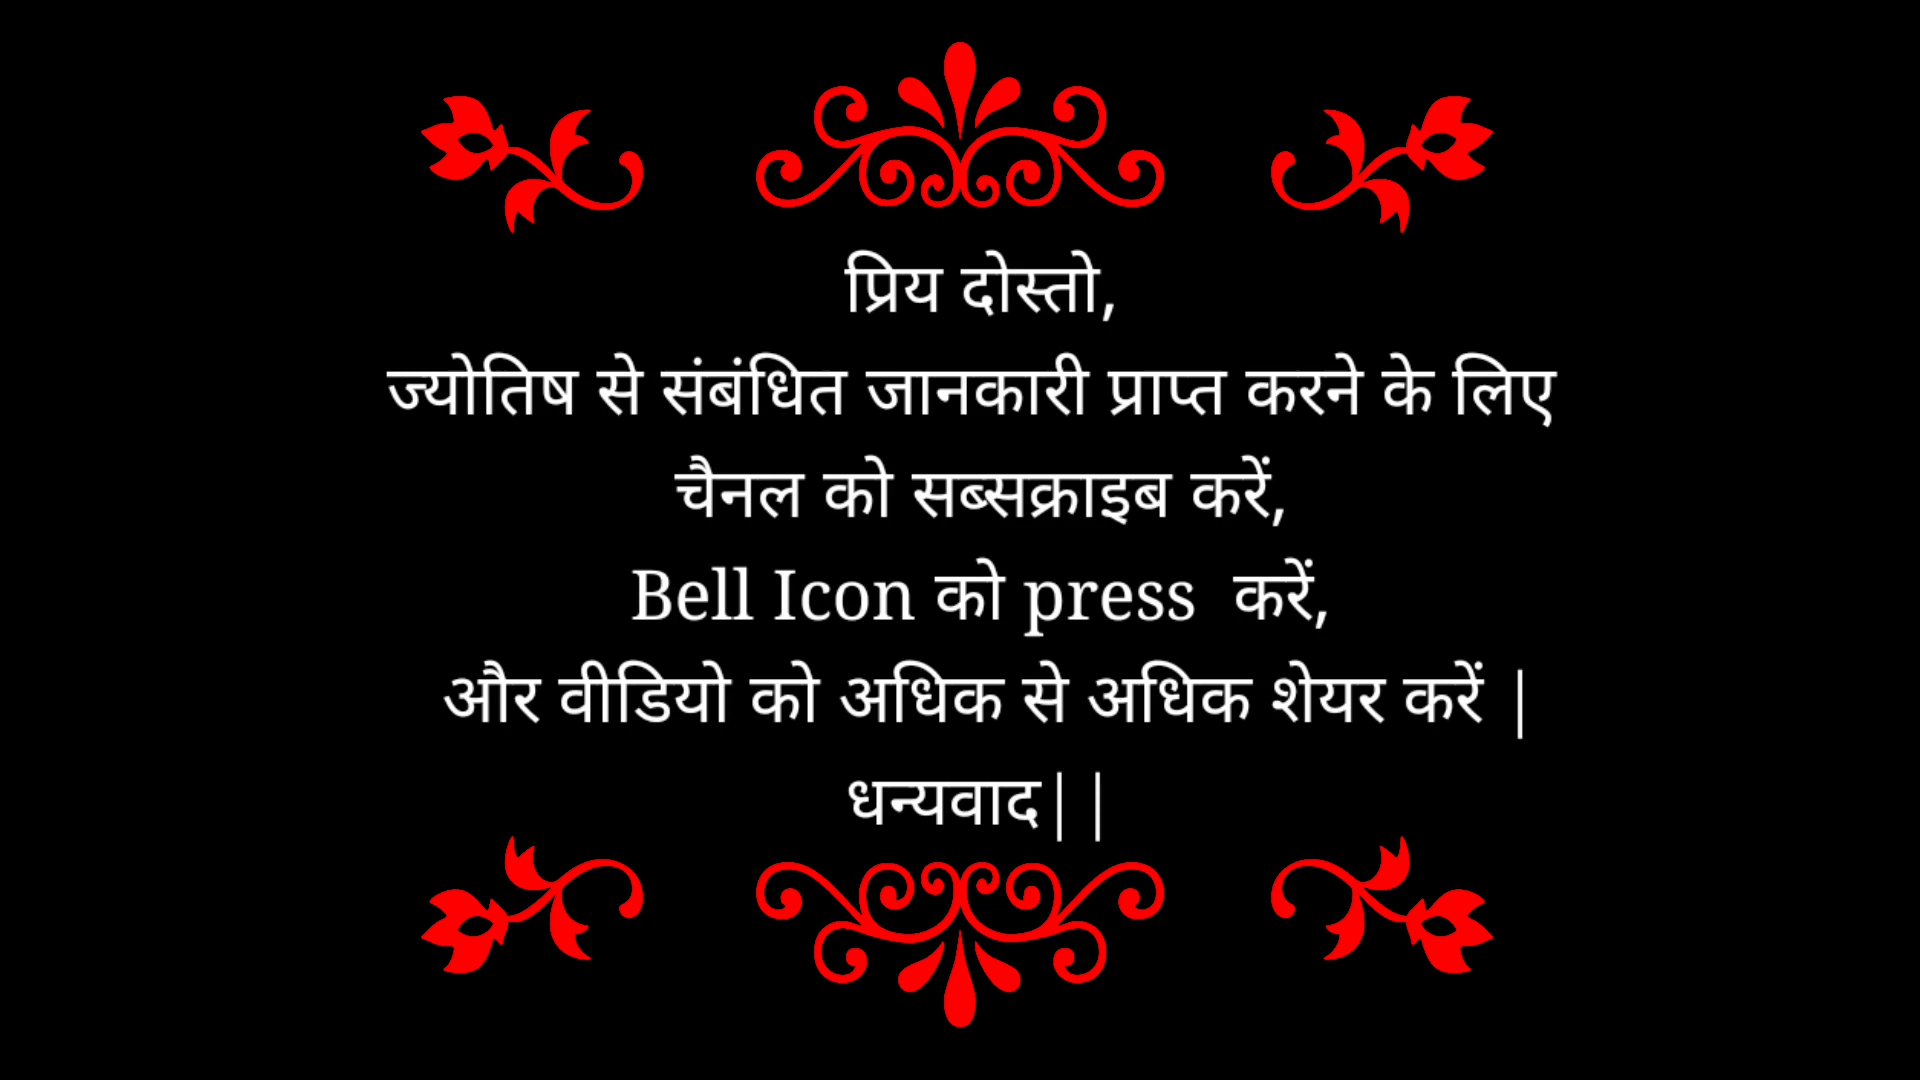 प्रिय दोस्तो,
ज्योतिष से संबंधित जानकारी प्राप्त करने के लिए
चैनल को सब्सक्राइब करें,
Bell Icon को press  करें,
और वीडियो को अधिक से अधिक शेयर करें |
धन्यवाद||